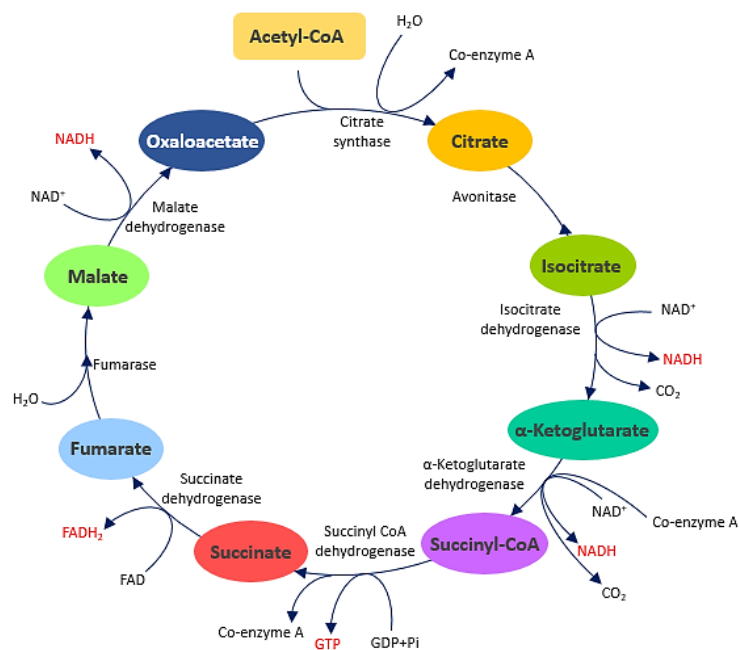 Acetyl-CoA
H₂O
Co-enzyme A
Citrate
synthase
Oxaloacetate
Citrate
NADH
NAD⁺
Malate
dehydrogenase
Avonitase
Malate
Isocitrate
Isocitrate
dehydrogenase
NAD⁺
NADH
CO₂
Fumarase
H₂O
α-Ketoglutarate
Fumarate
α-Ketoglutarate
dehydrogenase
NAD⁺
Co-enzyme A
NADH
CO₂
Succinate
dehydrogenase
FADH₂
FAD
Succinate
Succinyl CoA
dehydrogenase
Succinyl-CoA
Co-enzyme A
GTP
GDP+Pi